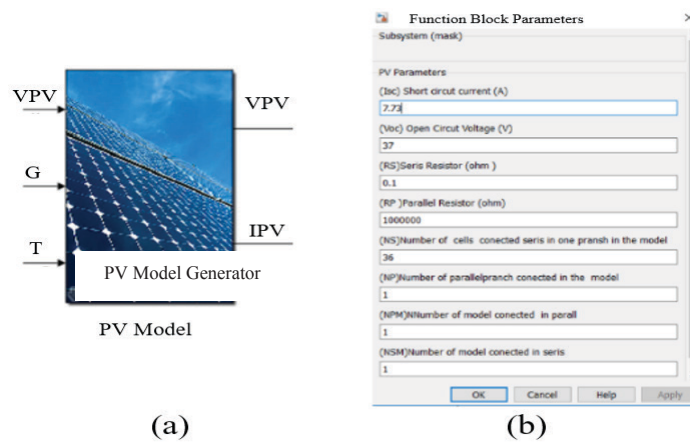 VPV
G
T
VPV
IPV
PV Model Generator
PV Model
(a)
Function Block Parameters
Subsystem (mask)
PV Parameters
(Isc) Short circut current (A)
7.73
(Voc) Open Circut Voltage (V)
37
(RS)Seris Resistor (ohm )
0.1
(RP )Parallel Resistor (ohm)
1000000
(NS)Number of cells conected seris in one pransh in the model
36
(NP)Number of parallelpranch conected in the model
1
(NPM)NNumber of model conected in parall
1
(NSM)Number of model conected in seris
1
OK Cancel Help Apply
(b)